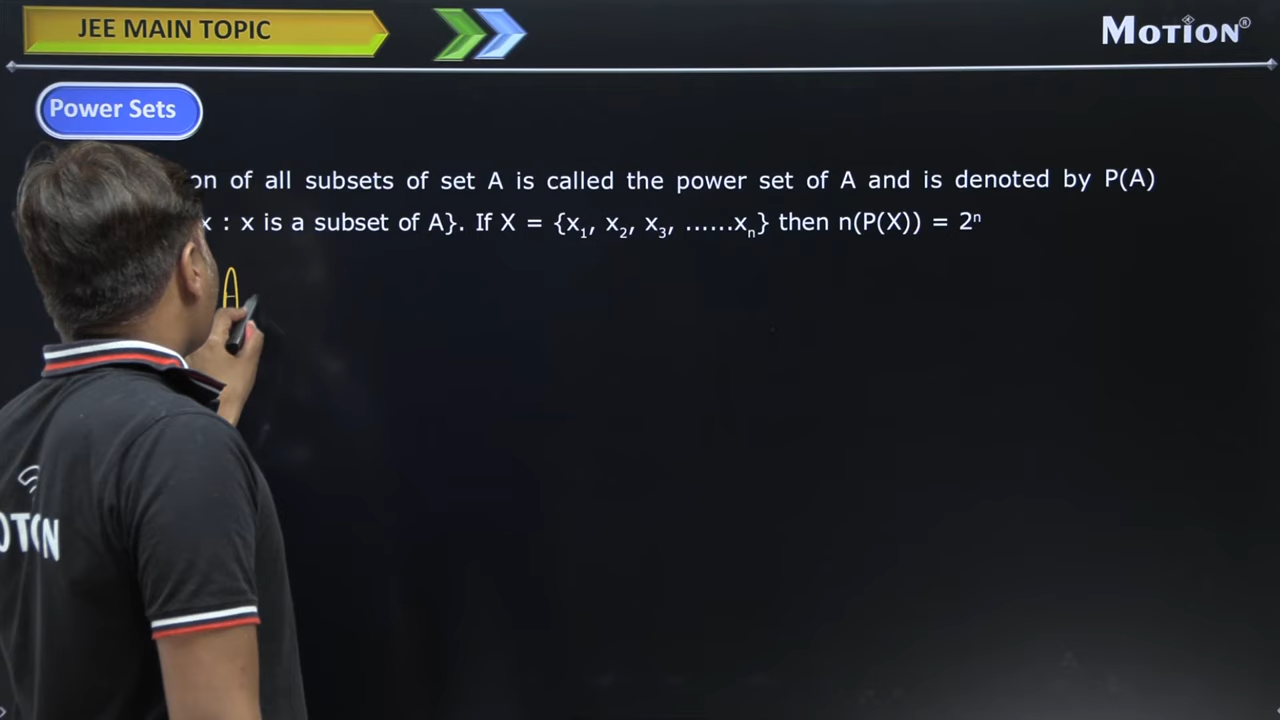 JEE MAIN TOPIC
MOTION®
Power Sets
on of all subsets of set A is called the power set of A and is denoted by P(A)
x : x is a subset of A}. If X = {x₁, x₂, x₃, ......xₙ} then n(P(X)) = 2ⁿ
A
OTION